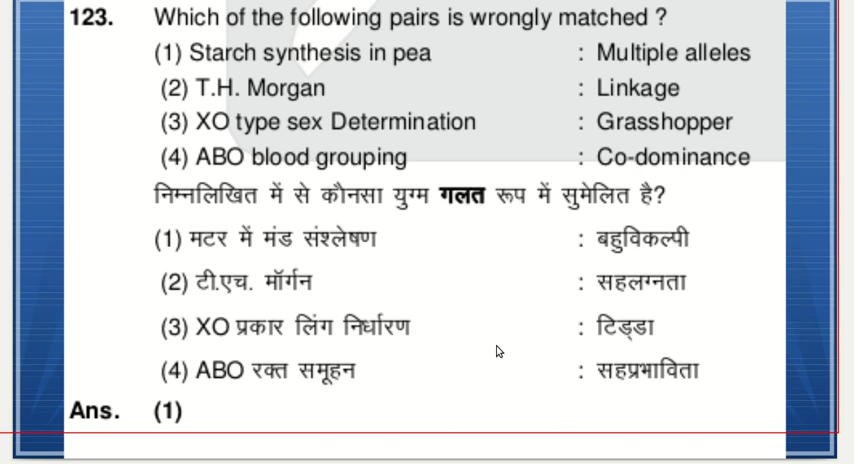 123. Which of the following pairs is wrongly matched ?
(1) Starch synthesis in pea : Multiple alleles
(2) T.H. Morgan : Linkage
(3) XO type sex Determination : Grasshopper
(4) ABO blood grouping : Co-dominance
निम्नलिखित में से कौनसा युग्म गलत रूप में सुमेलित है?
(1) मटर में मंड संश्लेषण : बहुविकल्पी
(2) टी.एच. मॉर्गन : सहलग्नता
(3) XO प्रकार लिंग निर्धारण : टिड्डा
(4) ABO रक्त समूहन : सहप्रभाविता
Ans. (1)